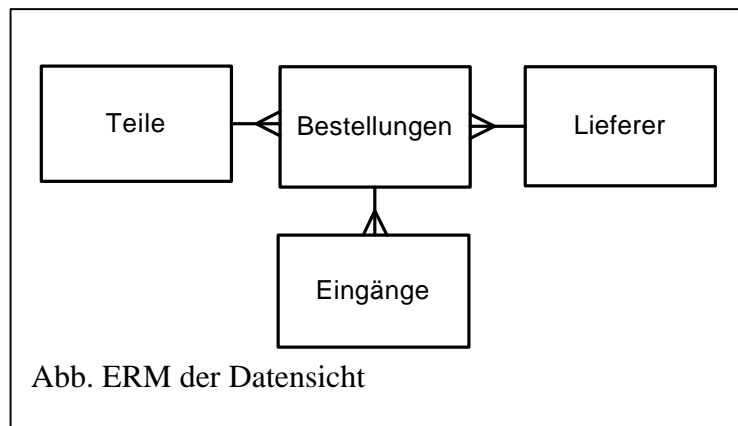 Teile
Bestellungen
Lieferer
Eingänge
Abb. ERM der Datensicht